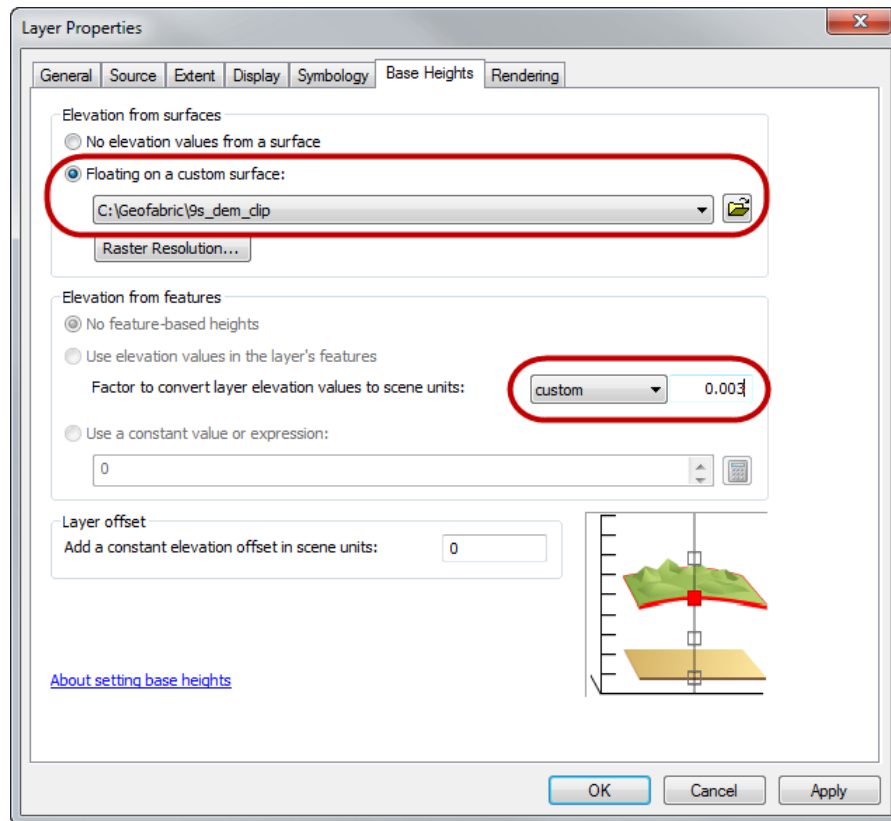 Layer Properties
General Source Extent Display Symbology Base Heights Rendering
Elevation from surfaces
No elevation values from a surface
Floating on a custom surface:
C:\Geofabric\9s_dem_clip
Raster Resolution...
Elevation from features
No feature-based heights
Use elevation values in the layer's features
Factor to convert layer elevation values to scene units: custom 0.003
Use a constant value or expression:
0
Layer offset
Add a constant elevation offset in scene units: 0
About setting base heights
OK Cancel Apply